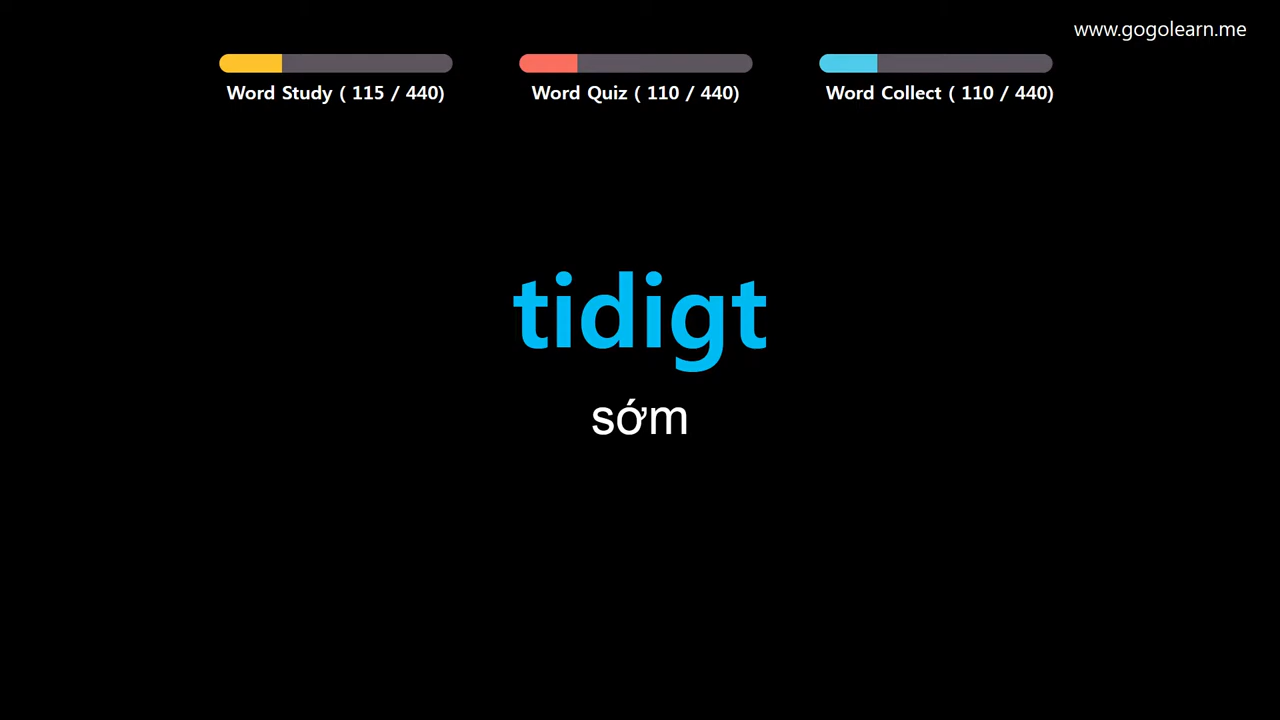 www.gogolearn.me
Word Study ( 115 / 440)
Word Quiz ( 110 / 440)
Word Collect ( 110 / 440)
tidigt
sớm